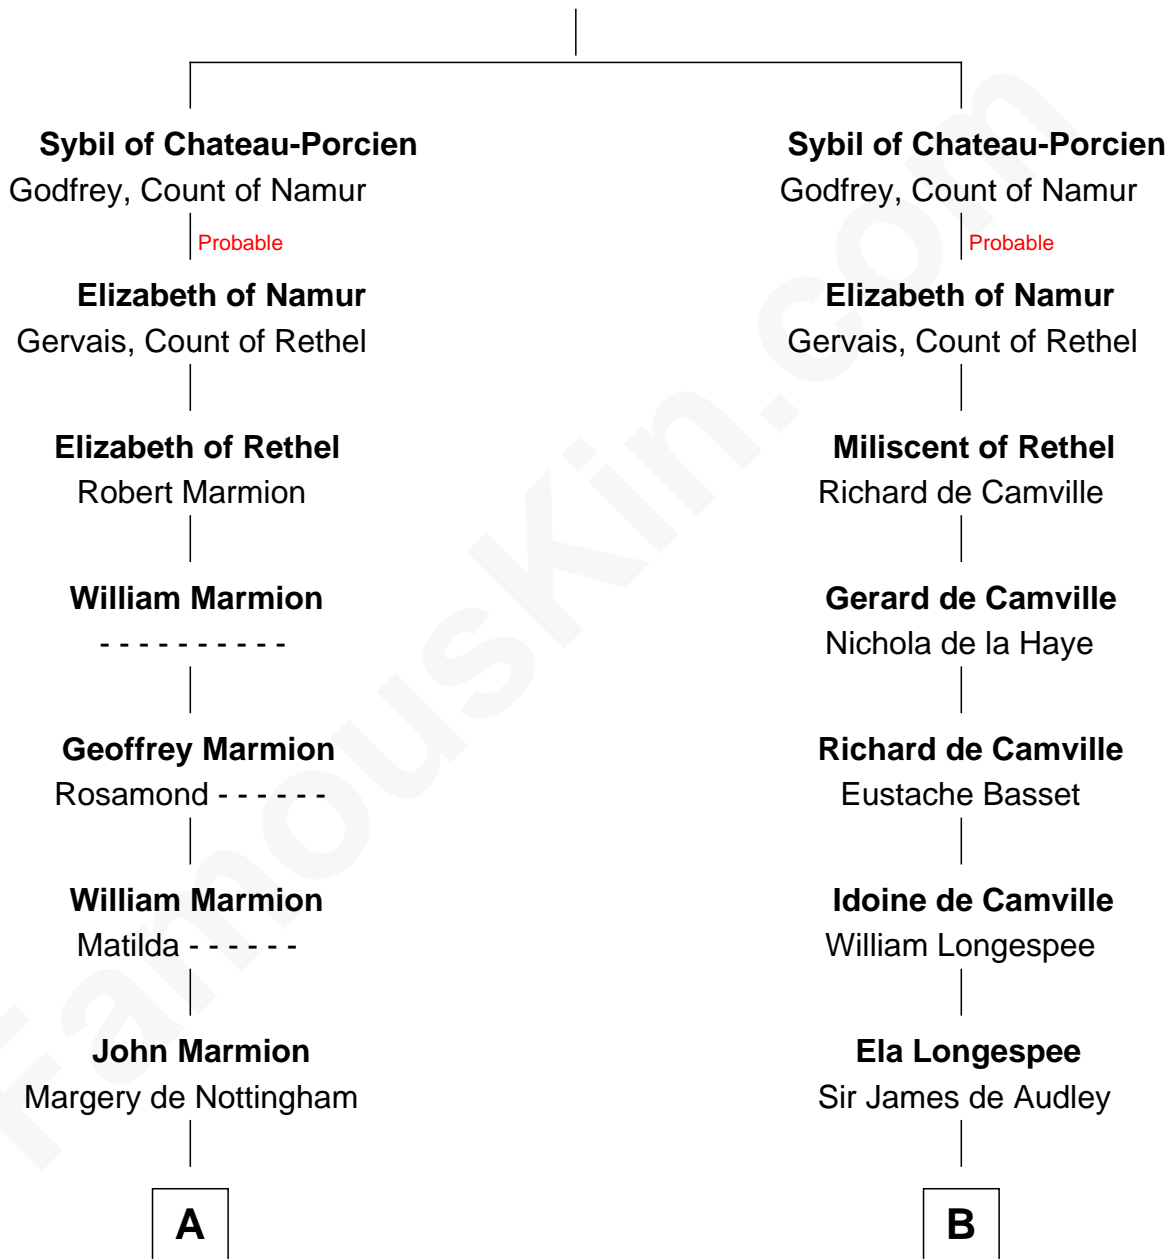 Sybil of Chateau-Porcien
Godfrey, Count of Namur
Probable
Elizabeth of Namur
Gervais, Count of Rethel
Elizabeth of Rethel
Robert Marmion
William Marmion
- - - - - - - - - -
Geoffrey Marmion
Rosamond - - - - - -
William Marmion
Matilda - - - - - -
John Marmion
Margery de Nottingham
A
Sybil of Chateau-Porcien
Godfrey, Count of Namur
Probable
Elizabeth of Namur
Gervais, Count of Rethel
Miliscent of Rethel
Richard de Camville
Gerard de Camville
Nichola de la Haye
Richard de Camville
Eustache Basset
Idoine de Camville
William Longespee
Ela Longespee
Sir James de Audley
B
FamousKin.com